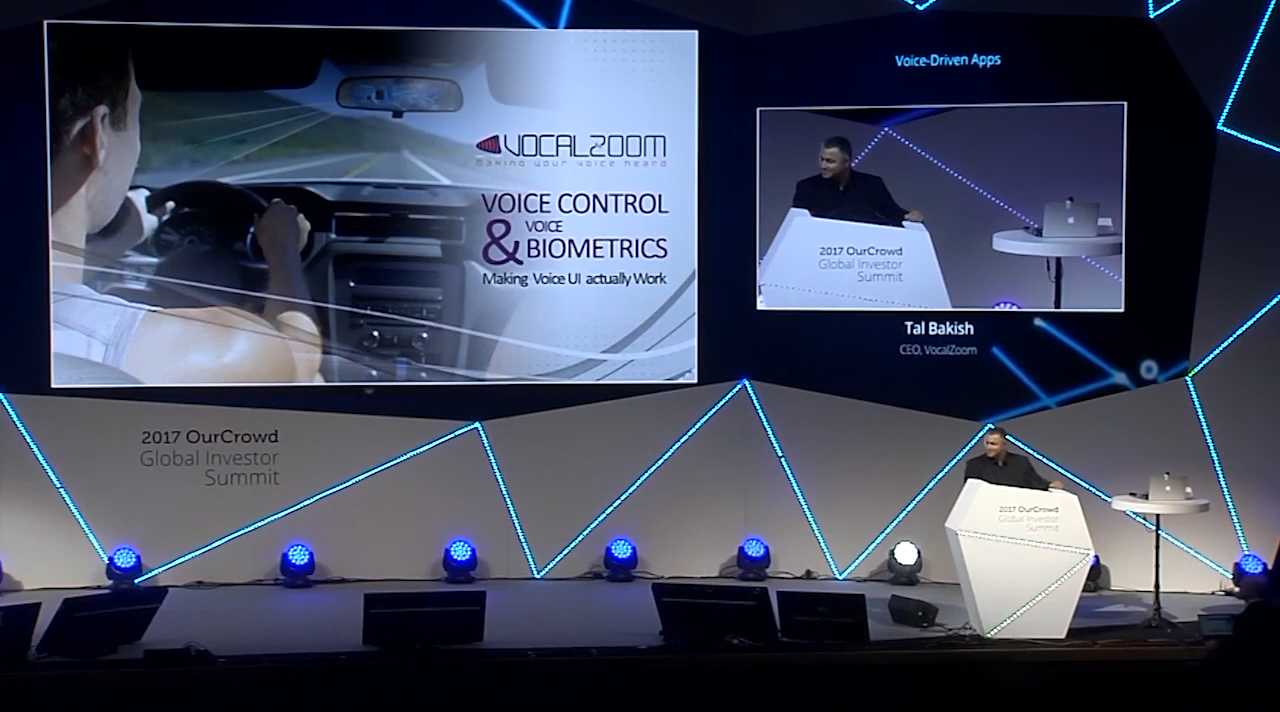 VOCALZOOM
making your voice heard
VOICE CONTROL
& VOICE
BIOMETRICS
Making Voice UI actually Work
Voice-Driven Apps
2017 OurCrowd
Global Investor
Summit
Tal Bakish
CEO, VocalZoom
2017 OurCrowd
Global Investor
Summit
2017 OurCrowd
Global Investor
Summit